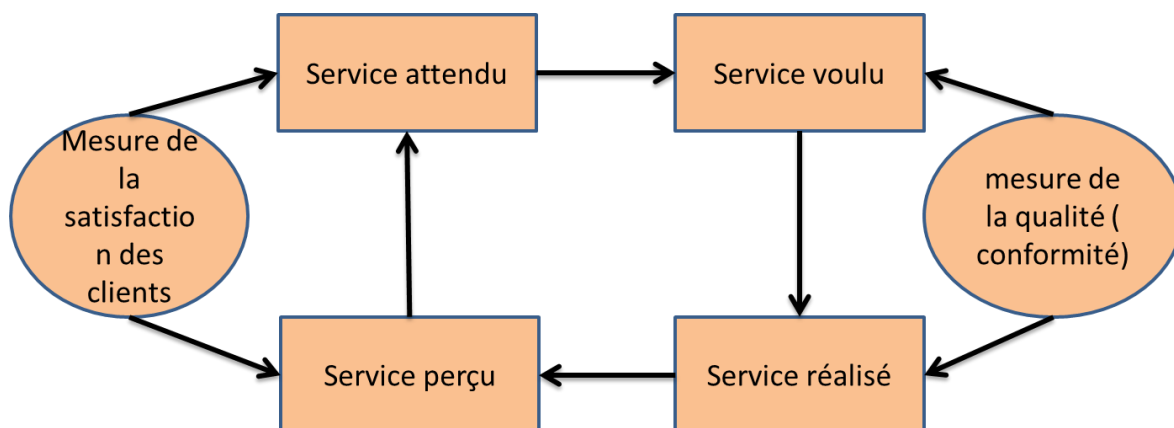 Service attendu
Service voulu
Mesure de
la
satisfactio
n des
clients
mesure de
la qualité (
conformité)
Service perçu
Service réalisé